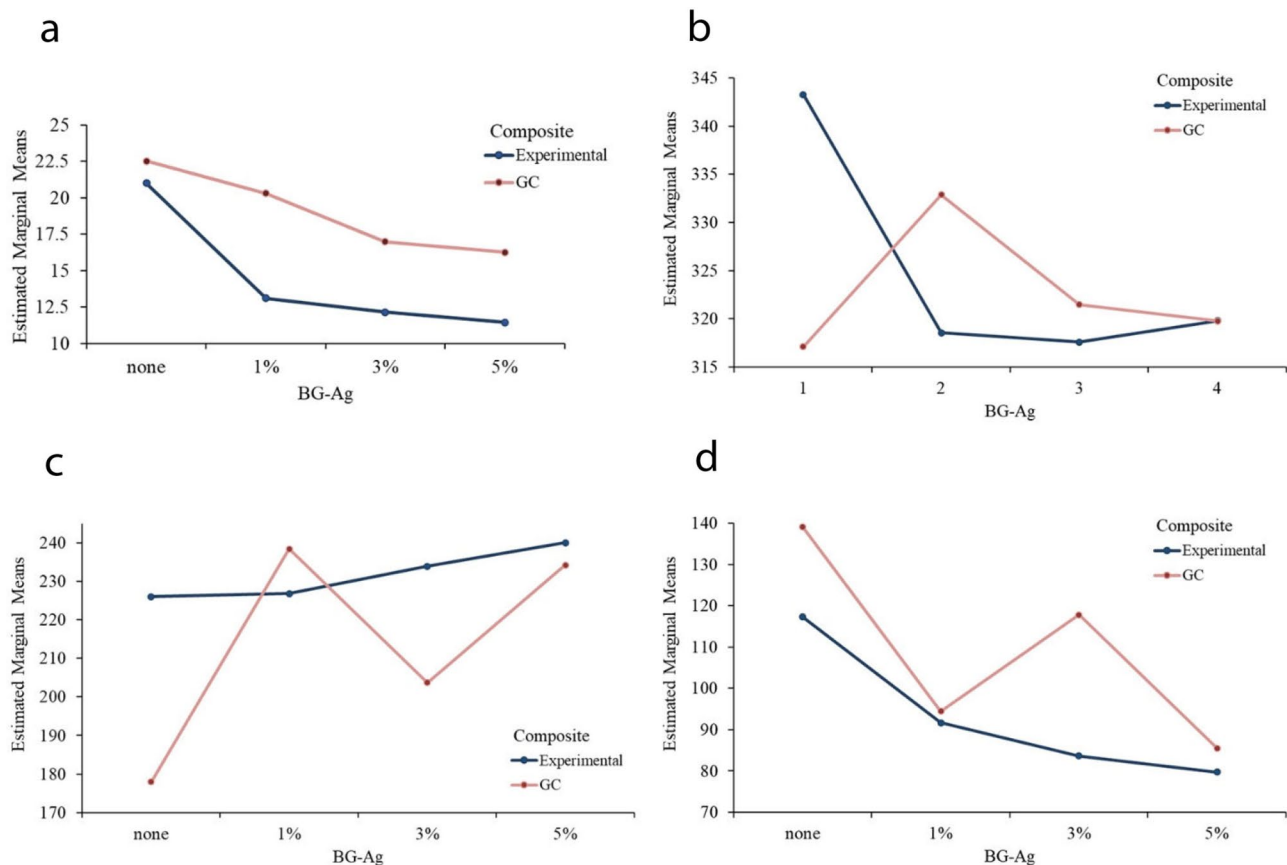 a
Estimated Marginal Means
25
22.5
20
17.5
15
12.5
10
none 1% 3% 5%
BG-Ag
Composite
Experimental
GC
b
Estimated Marginal Means
345
340
335
330
325
320
315
1 2 3 4
BG-Ag
Composite
Experimental
GC
c
Estimated Marginal Means
240
230
220
210
200
190
180
170
none 1% 3% 5%
BG-Ag
Composite
Experimental
GC
d
Estimated Marginal Means
140
130
120
110
100
90
80
70
none 1% 3% 5%
BG-Ag
Composite
Experimental
GC